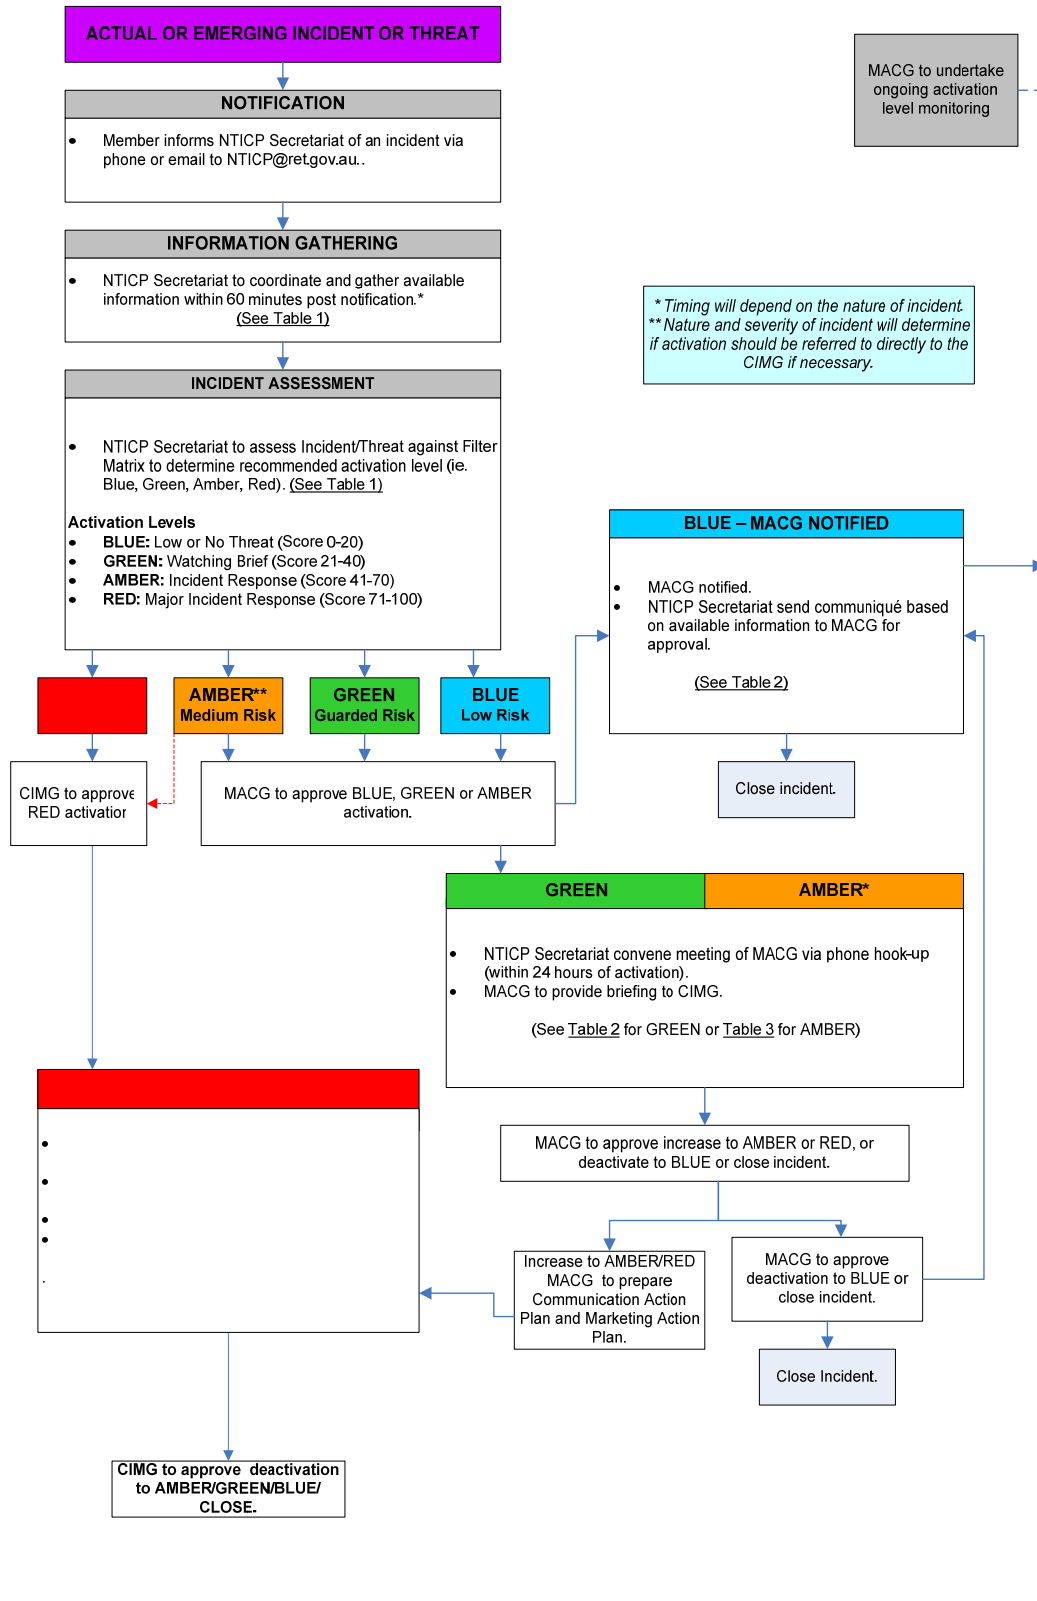 ACTUAL OR EMERGING INCIDENT OR THREAT
MACG to undertake
ongoing activation
level monitoring
NOTIFICATION
• Member informs NTICP Secretariat of an incident via
phone or email to NTICP@ret.gov.au..
INFORMATION GATHERING
• NTICP Secretariat to coordinate and gather available
information within 60 minutes post notification.*
(See Table 1)
* Timing will depend on the nature of incident.
** Nature and severity of incident will determine
if activation should be referred to directly to the
CIMG if necessary.
INCIDENT ASSESSMENT
• NTICP Secretariat to assess Incident/Threat against Filter
Matrix to determine recommended activation level (ie.
Blue, Green, Amber, Red). (See Table 1)
Activation Levels
• BLUE: Low or No Threat (Score 0-20)
• GREEN: Watching Brief (Score 21-40)
• AMBER: Incident Response (Score 41-70)
• RED: Major Incident Response (Score 71-100)
BLUE – MACG NOTIFIED
• MACG notified.
• NTICP Secretariat send communiqué based
on available information to MACG for
approval.
(See Table 2)
AMBER**
Medium Risk
GREEN
Guarded Risk
BLUE
Low Risk
CIMG to approve
RED activation
MACG to approve BLUE, GREEN or AMBER
activation.
Close incident.
GREEN
AMBER*
• NTICP Secretariat convene meeting of MACG via phone hook-up
(within 24 hours of activation).
• MACG to provide briefing to CIMG.
(See Table 2 for GREEN or Table 3 for AMBER)
MACG to approve increase to AMBER or RED, or
deactivate to BLUE or close incident.
Increase to AMBER/RED
MACG to prepare
Communication Action
Plan and Marketing Action
Plan.
MACG to approve
deactivation to BLUE or
close incident.
Close Incident.
CIMG to approve deactivation
to AMBER/GREEN/BLUE/
CLOSE.